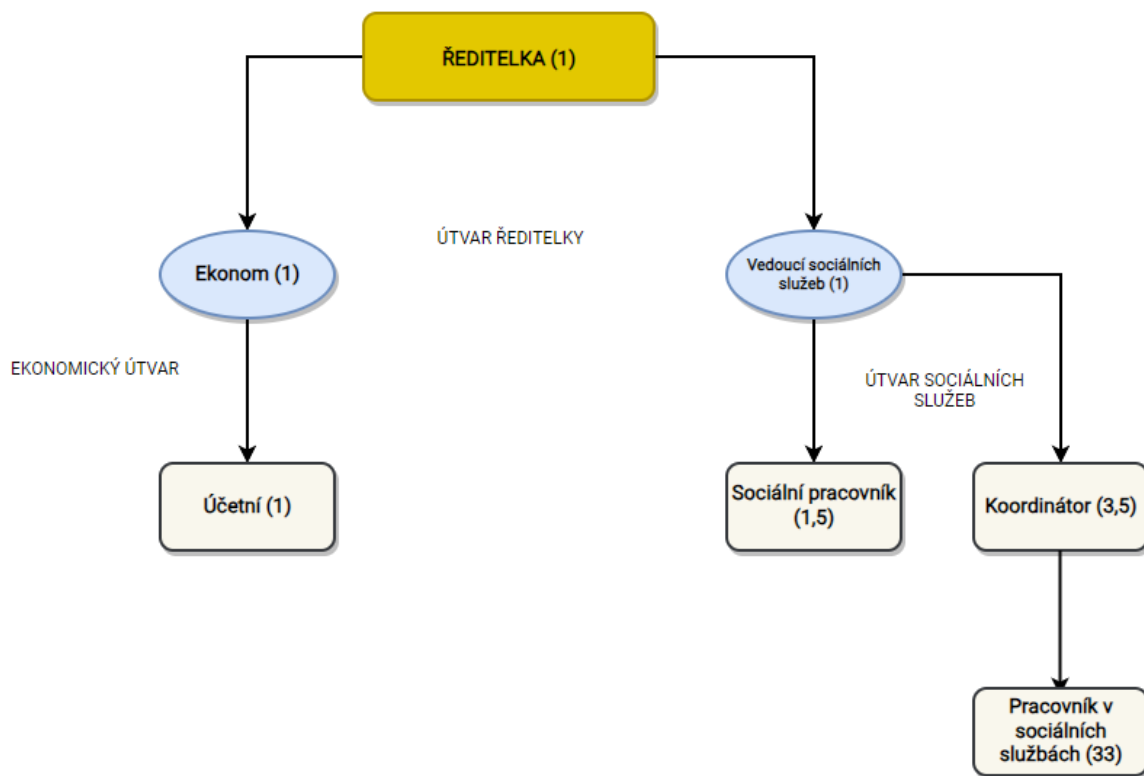 ŘEDITELKA (1)
ÚTVAR ŘEDITELKY
Ekonom (1)
Vedoucí sociálních
služeb (1)
EKONOMICKÝ ÚTVAR
ÚTVAR SOCIÁLNÍCH
SLUŽEB
Účetní (1)
Sociální pracovník
(1,5)
Koordinátor (3,5)
Pracovník v
sociálních
službách (33)